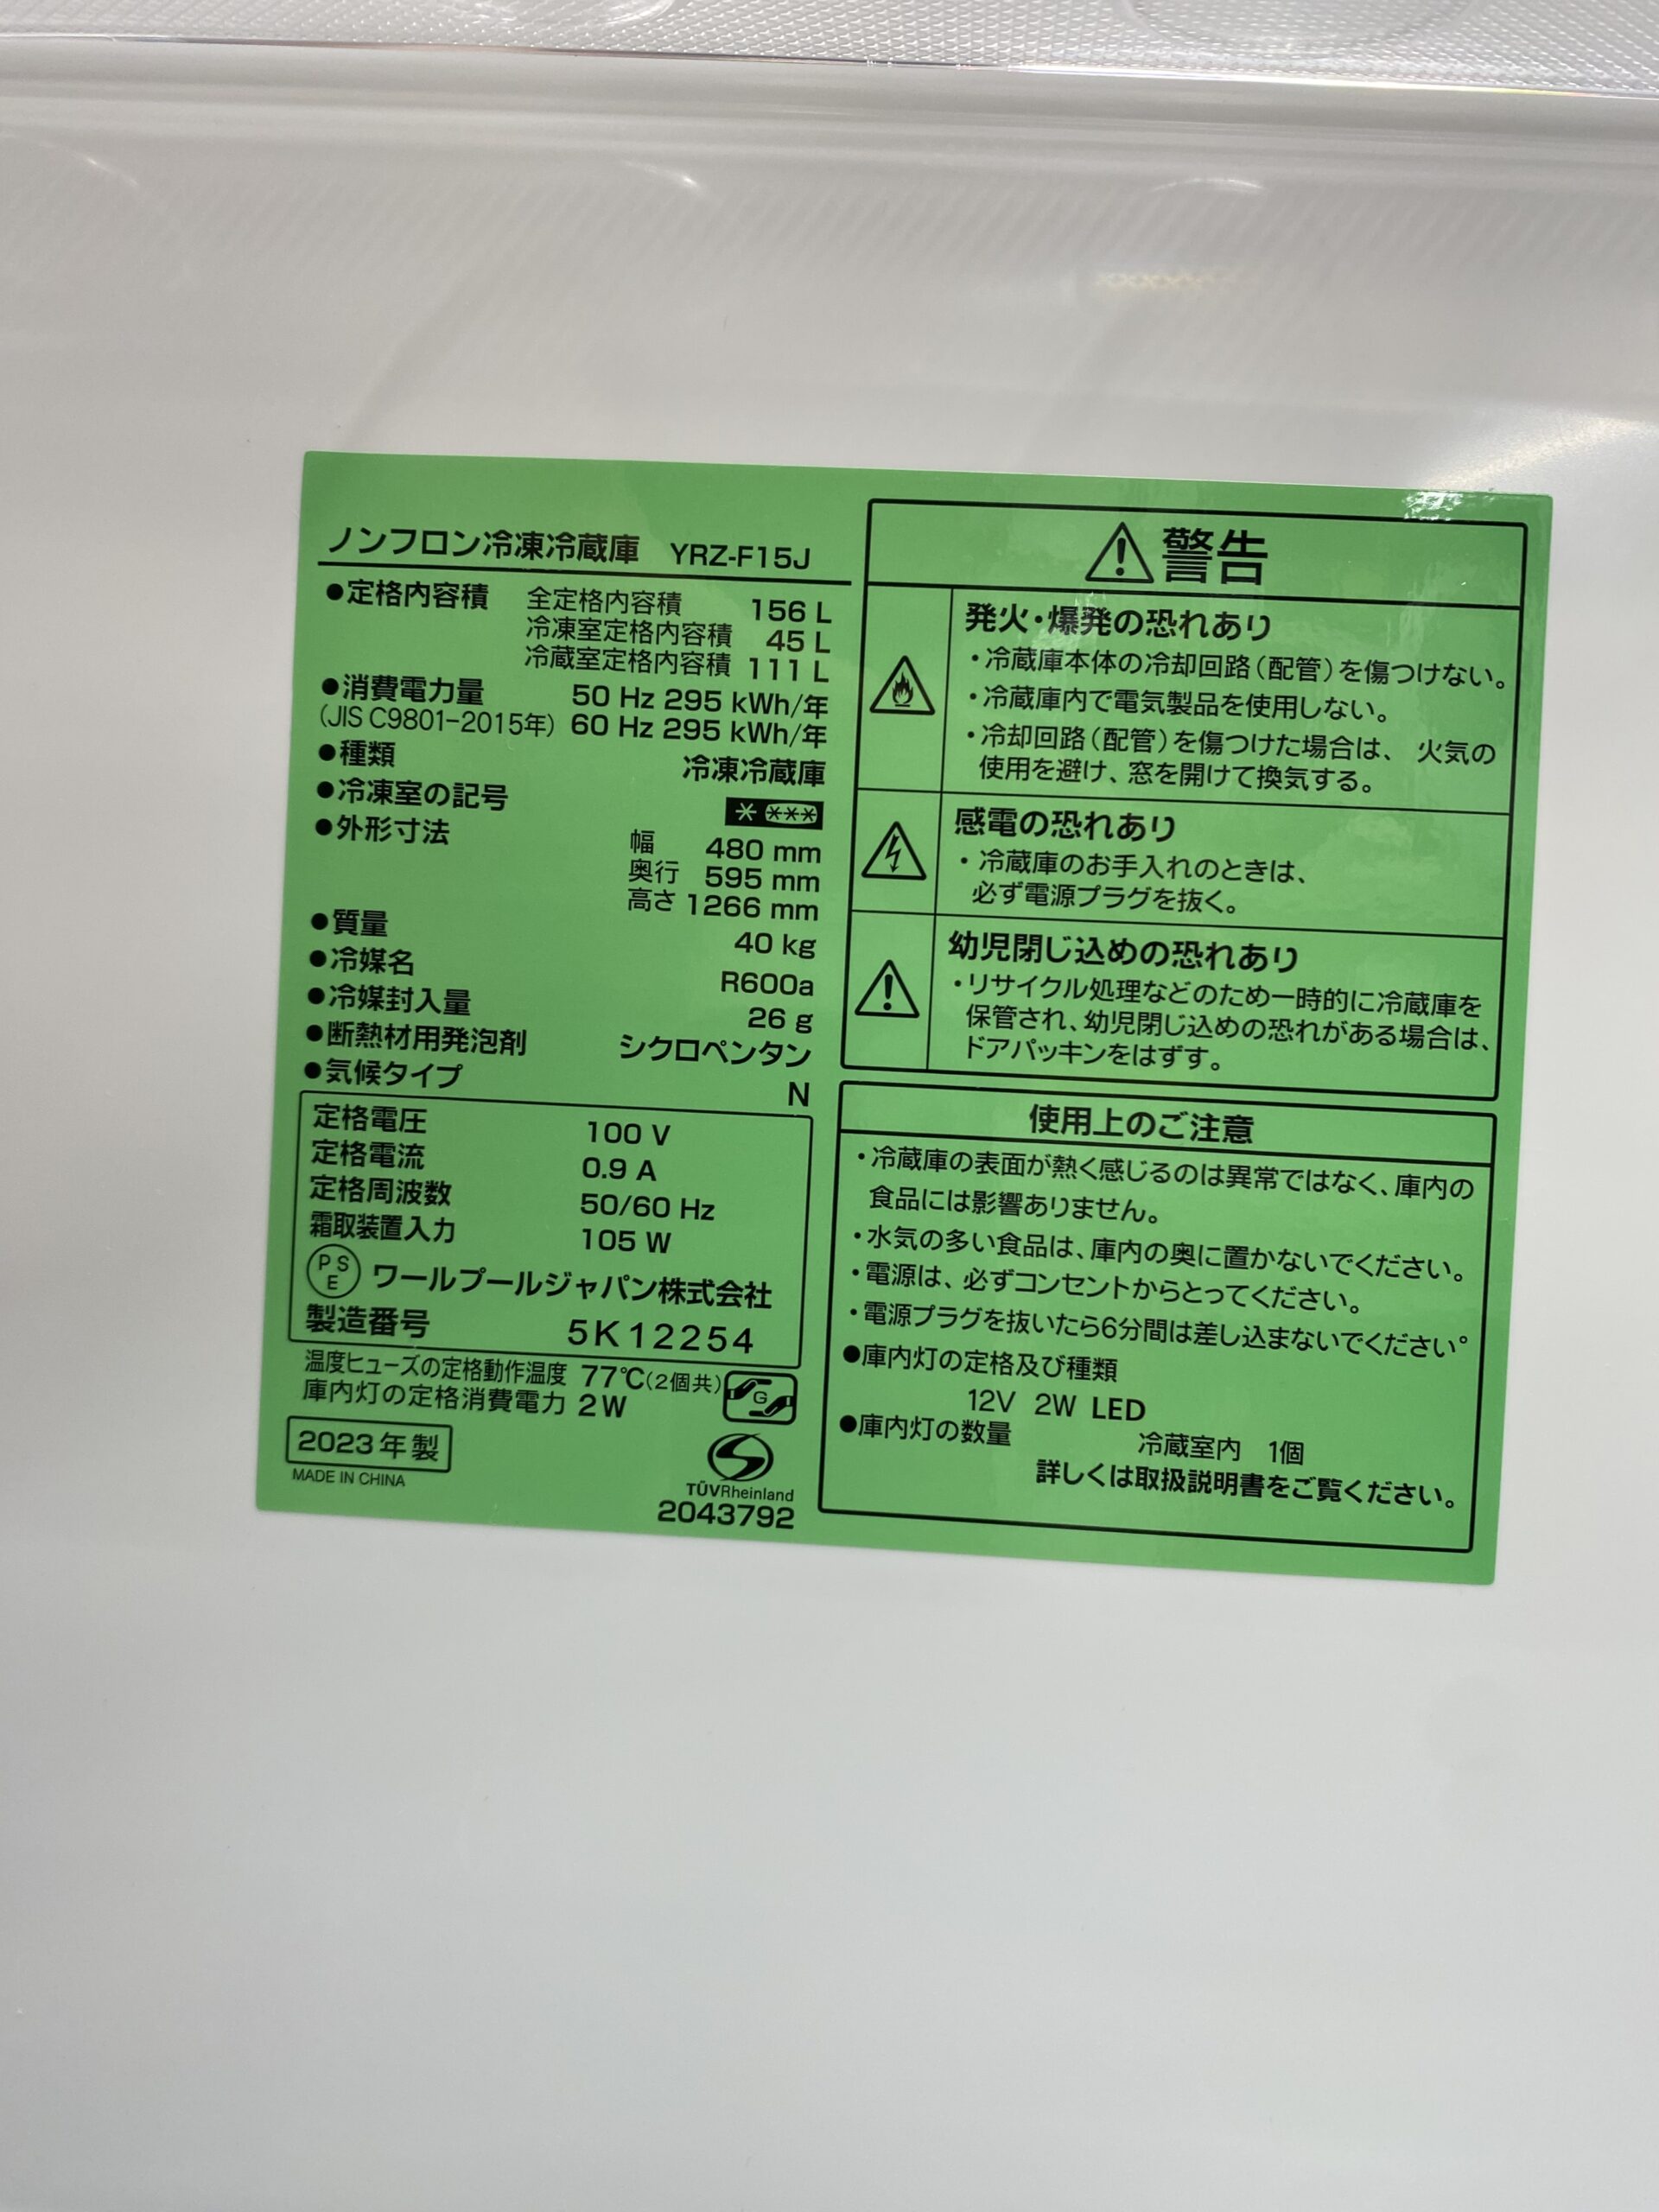 ノンフロン冷凍冷蔵庫 YRZ-F15J
●定格内容積 全定格内容積 156 L
冷凍室定格内容積 45 L
冷蔵室定格内容積 111 L
●消費電力量 50 Hz 295 kWh/年
(JIS C9801-2015年) 60 Hz 295 kWh/年
●種類 冷凍冷蔵庫
●冷凍室の記号 * ***
●外形寸法 幅 480 mm
奥行 595 mm
高さ 1266 mm
●質量 40 kg
●冷媒名 R600a
●冷媒封入量 26 g
●断熱材用発泡剤 シクロペンタン
●気候タイプ N
定格電圧 100 V
定格電流 0.9 A
定格周波数 50/60 Hz
霜取装置入力 105 W
PSE ワールプールジャパン株式会社
製造番号 5K12254
温度ヒューズの定格動作温度 77℃(2個共)
庫内灯の定格消費電力 2W
G
2023年製
MADE IN CHINA
TÜVRheinland
2043792
警告
発火・爆発の恐れあり
・冷蔵庫本体の冷却回路(配管)を傷つけない。
・冷蔵庫内で電気製品を使用しない。
・冷却回路(配管)を傷つけた場合は、 火気の
使用を避け、窓を開けて換気する。
感電の恐れあり
・冷蔵庫のお手入れのときは、
必ず電源プラグを抜く。
幼児閉じ込めの恐れあり
・リサイクル処理などのため一時的に冷蔵庫を
保管され、幼児閉じ込めの恐れがある場合は、
ドアパッキンをはずす。
使用上のご注意
・冷蔵庫の表面が熱く感じるのは異常ではなく、庫内の
食品には影響ありません。
・水気の多い食品は、庫内の奥に置かないでください。
・電源は、必ずコンセントからとってください。
・電源プラグを抜いたら6分間は差し込まないでください。
●庫内灯の定格及び種類
12V 2W LED
●庫内灯の数量
冷蔵室内 1個
詳しくは取扱説明書をご覧ください。